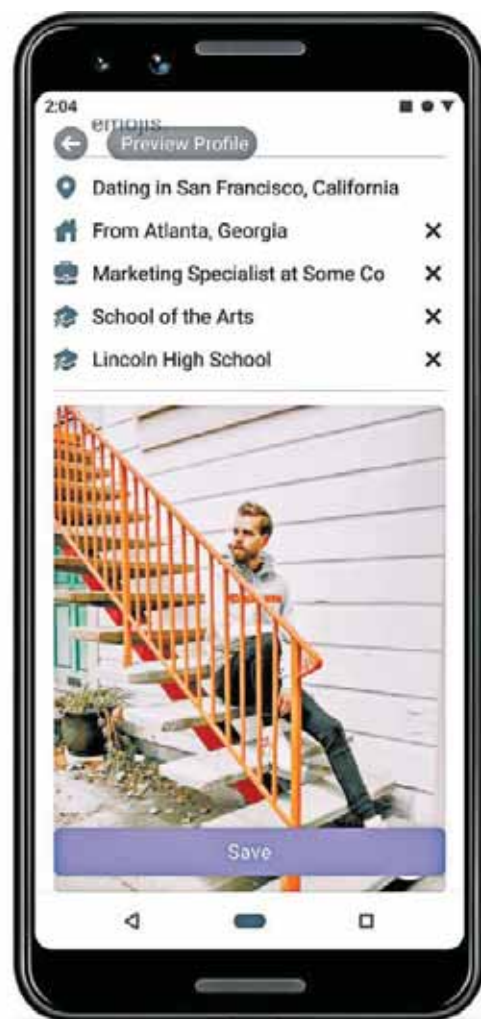 2:04
emojis
Preview Profile
Dating in San Francisco, California
From Atlanta, Georgia
Marketing Specialist at Some Co
School of the Arts
Lincoln High School
Save